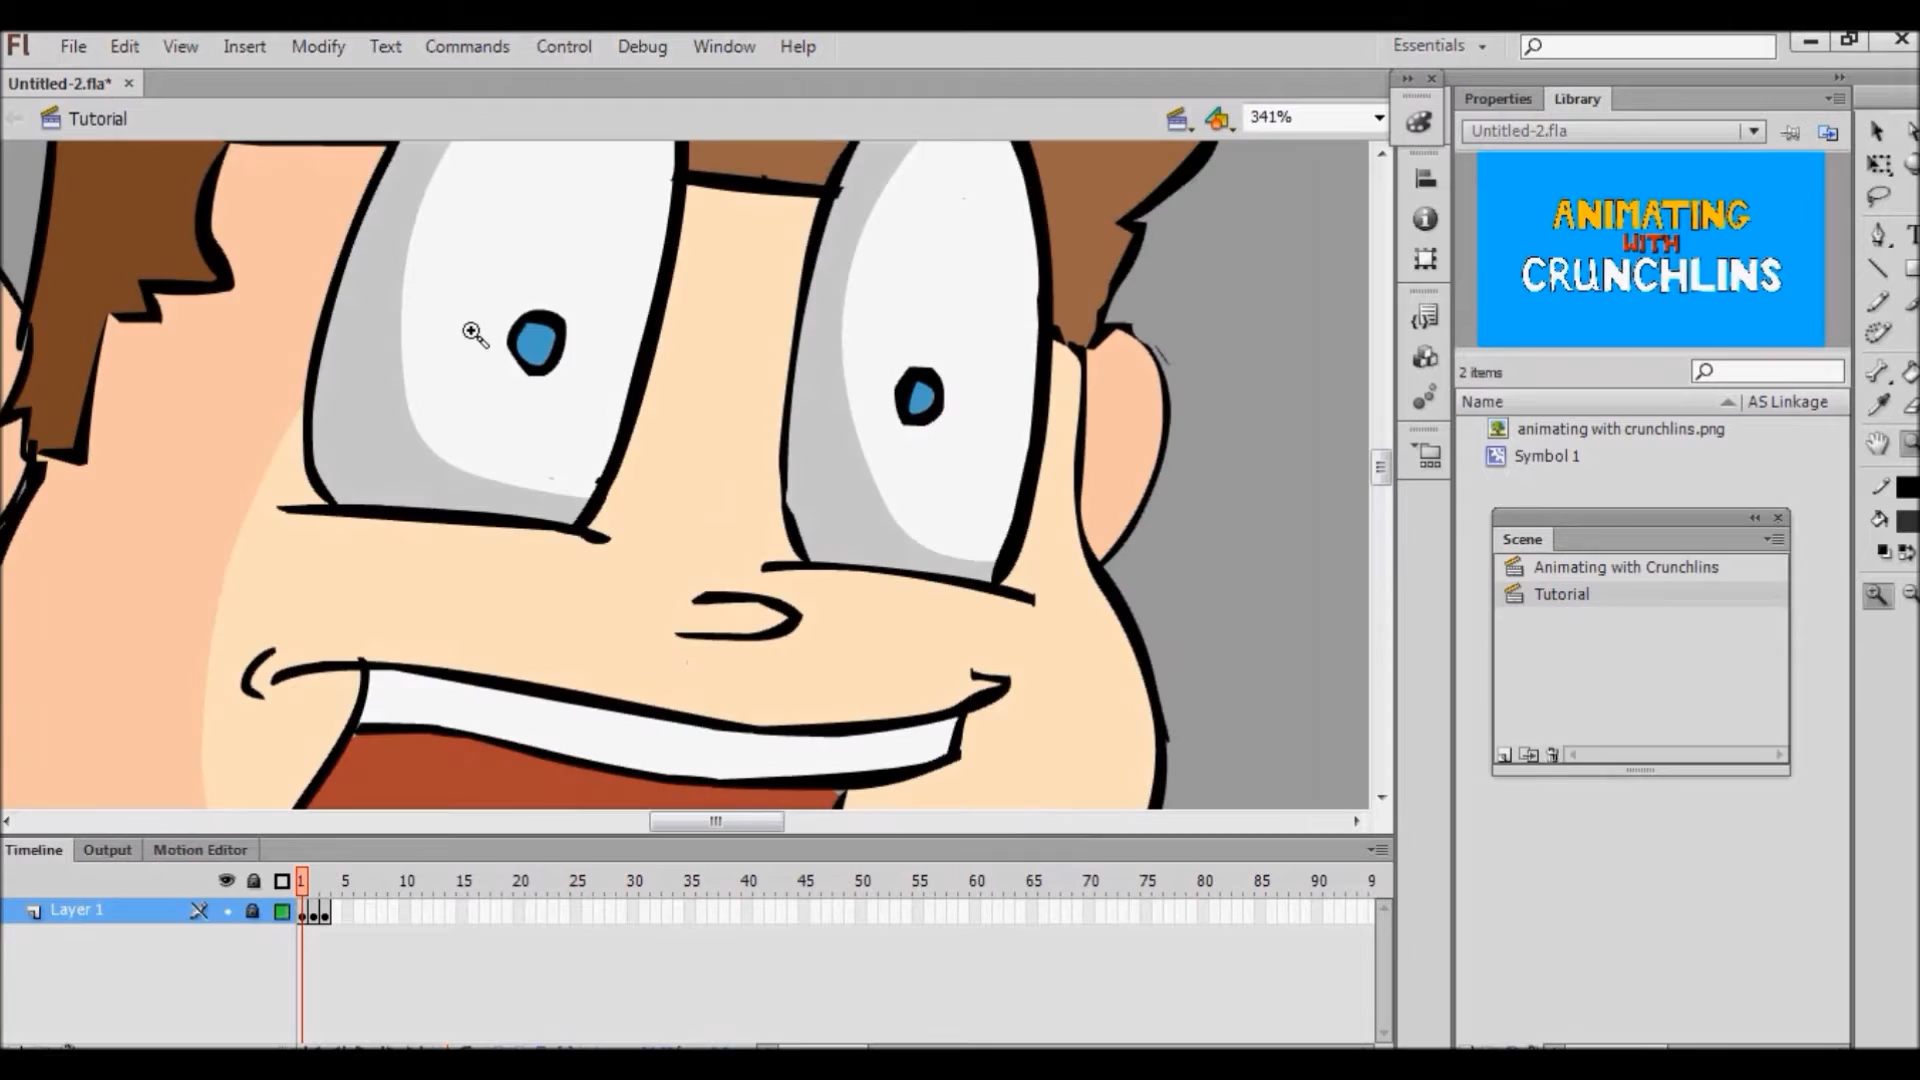 Fl File Edit View Insert Modify Text Commands Control Debug Window Help Essentials
Untitled-2.fla*
Tutorial 341%
Properties Library
Untitled-2.fla
ANIMATING
WITH
CRUNCHLINS
2 items
Name AS Linkage
animating with crunchlins.png
Symbol 1
Scene
Animating with Crunchlins
Tutorial
Timeline Output Motion Editor
1 5 10 15 20 25 30 35 40 45 50 55 60 65 70 75 80 85 90 9
Layer 1